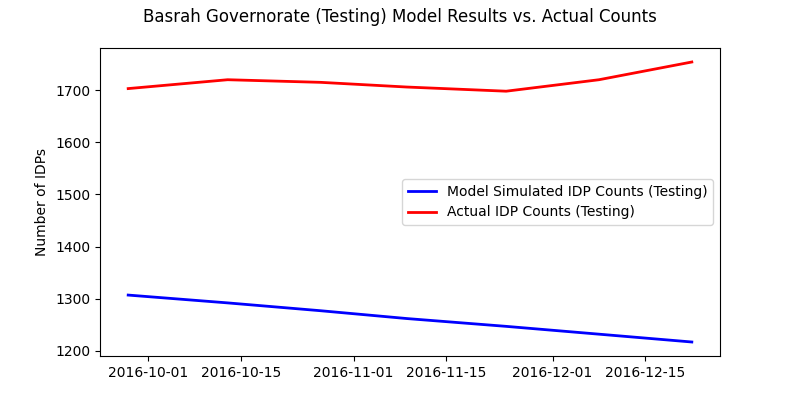 Basrah Governorate (Testing) Model Results vs. Actual Counts
1700
1600
1500
1400
1300
1200
Number of IDPs
Model Simulated IDP Counts (Testing)
Actual IDP Counts (Testing)
2016-10-01 2016-10-15 2016-11-01 2016-11-15 2016-12-01 2016-12-15